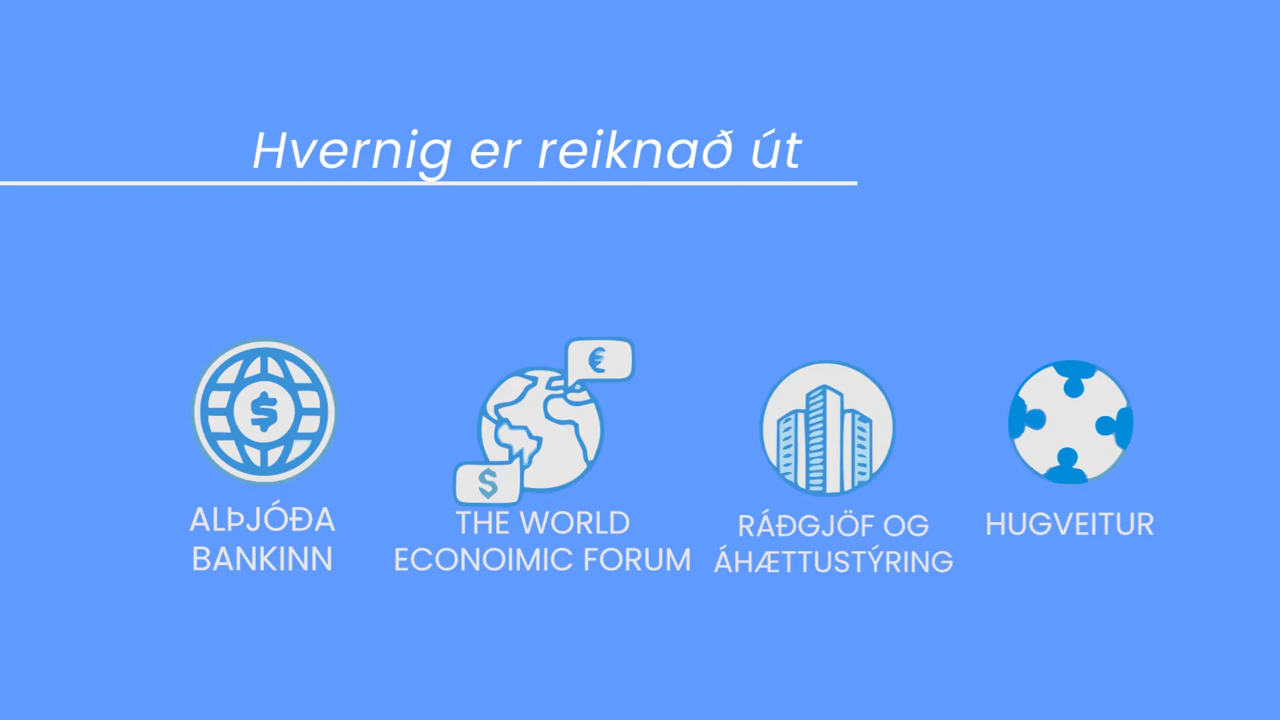 Hvernig er reiknað út
ALÞJÓÐA
BANKINN
THE WORLD
ECONOIMIC FORUM
RÁÐGJÖF OG
ÁHÆTTUSTÝRING
HUGVEITUR
$
€
$